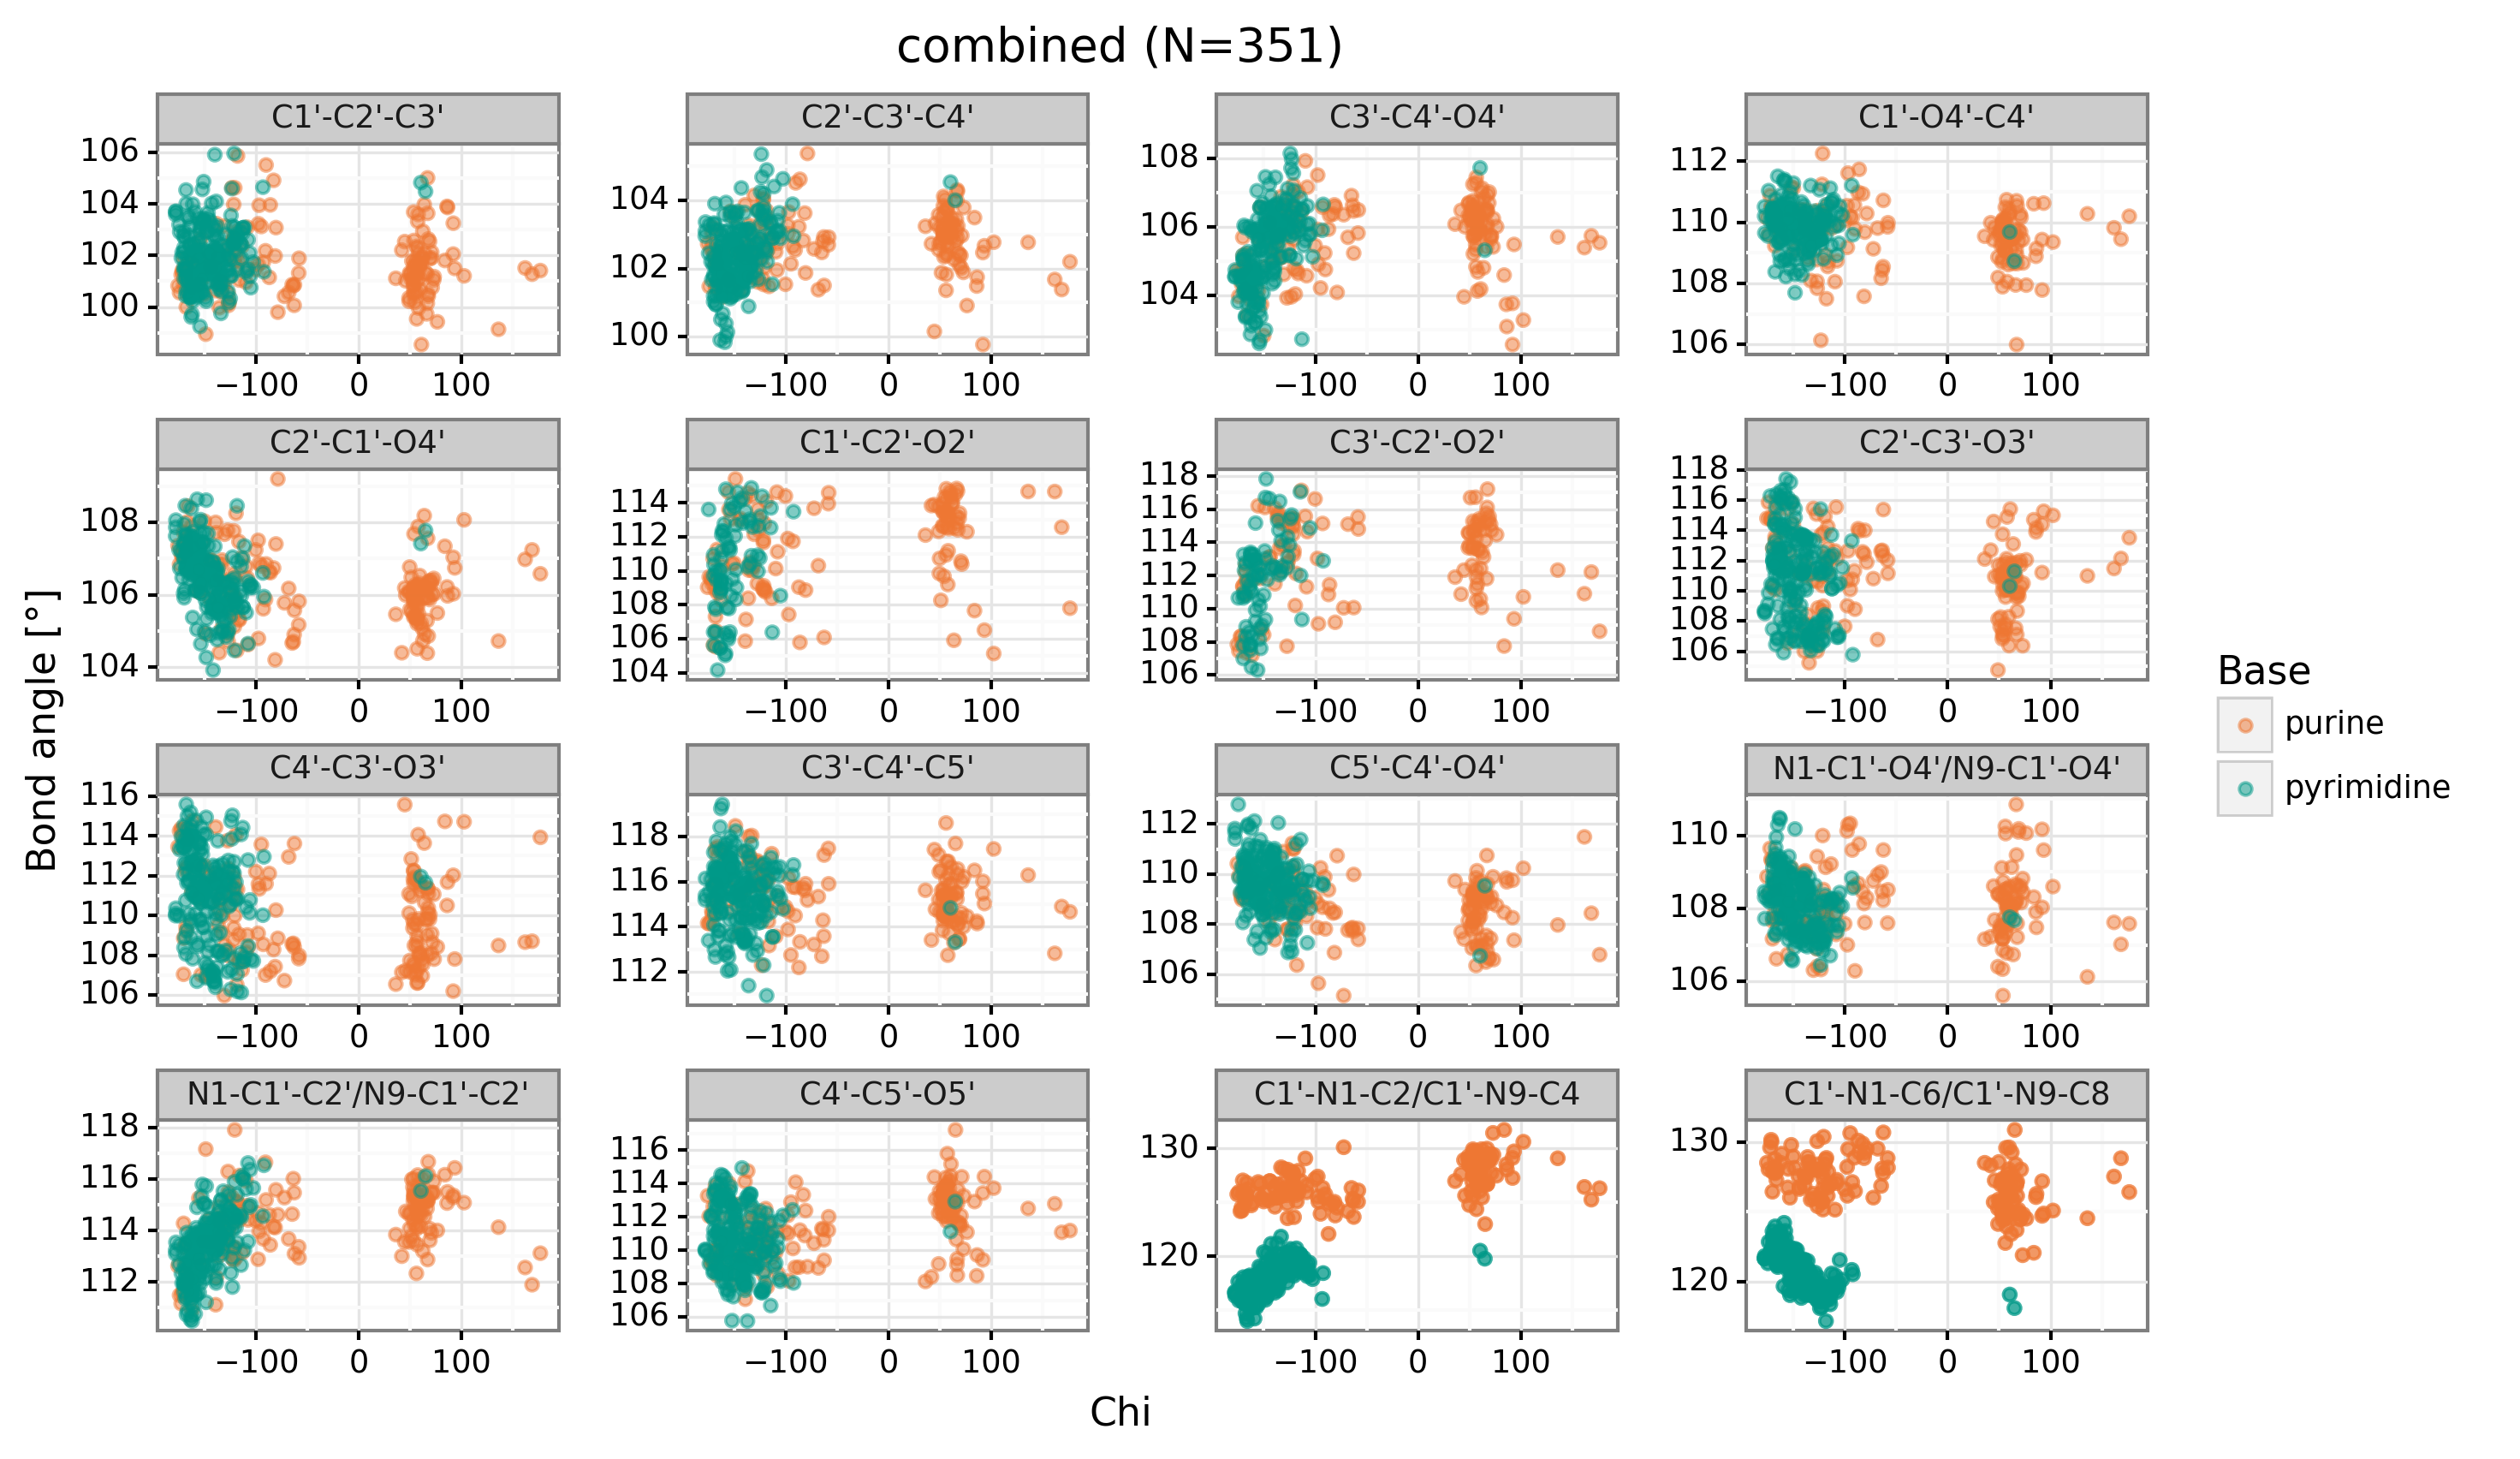 combined (N=351)
C1'-C2'-C3'
C2'-C3'-C4'
C3'-C4'-O4'
C1'-O4'-C4'
106
104
102
100
−100 0 100
104
102
100
−100 0 100
108
106
104
−100 0 100
112
110
108
106
−100 0 100
C2'-C1'-O4'
C1'-C2'-O2'
C3'-C2'-O2'
C2'-C3'-O3'
108
106
104
−100 0 100
114
112
110
108
106
104
−100 0 100
118
116
114
112
110
108
106
−100 0 100
118
116
114
112
110
108
106
−100 0 100
C4'-C3'-O3'
C3'-C4'-C5'
C5'-C4'-O4'
N1-C1'-O4'/N9-C1'-O4'
116
114
112
110
108
106
−100 0 100
118
116
114
112
−100 0 100
112
110
108
106
−100 0 100
110
108
106
−100 0 100
N1-C1'-C2'/N9-C1'-C2'
C4'-C5'-O5'
C1'-N1-C2/C1'-N9-C4
C1'-N1-C6/C1'-N9-C8
118
116
114
112
−100 0 100
116
114
112
110
108
106
−100 0 100
130
120
−100 0 100
130
120
−100 0 100
Bond angle [°]
Chi
Base
purine
pyrimidine